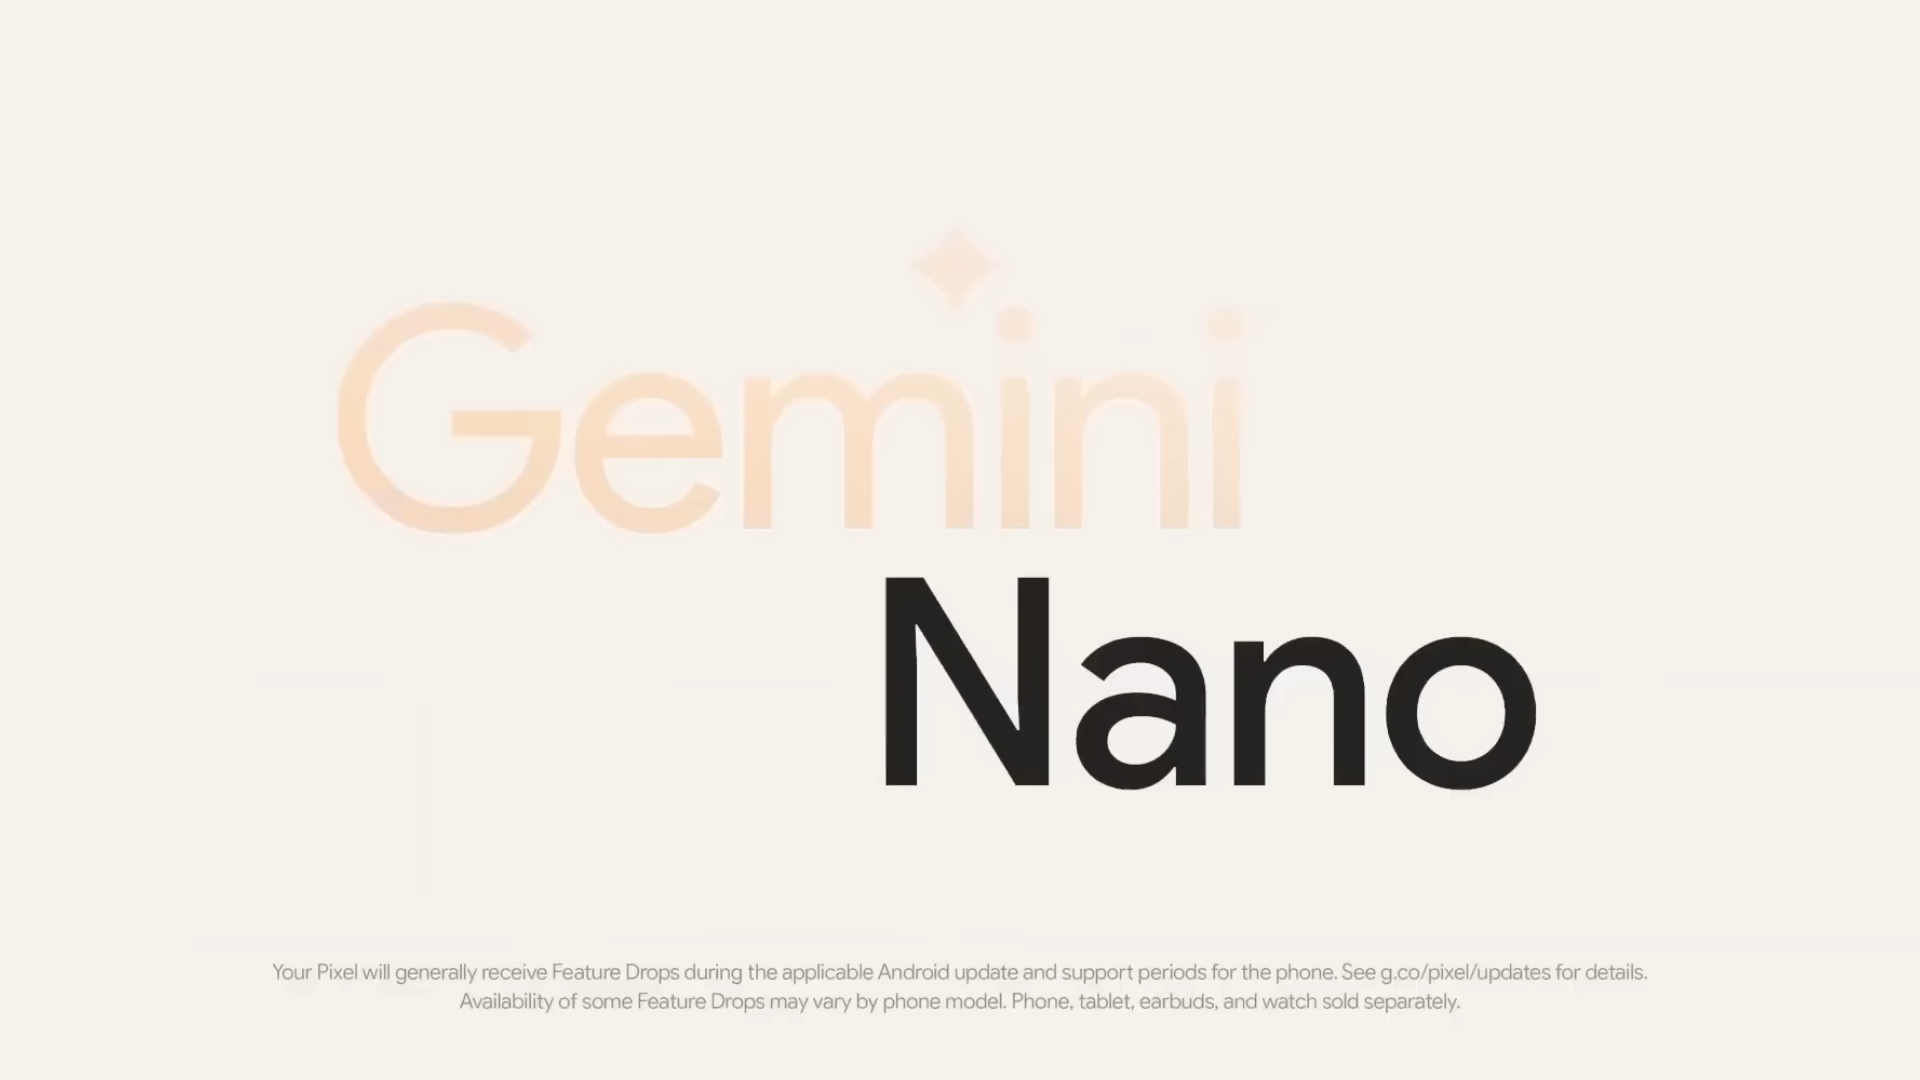 Gemini
Nano
Your Pixel will generally receive Feature Drops during the applicable Android update and support periods for the phone. See g.co/pixel/updates for details.
Availability of some Feature Drops may vary by phone model. Phone, tablet, earbuds, and watch sold separately.